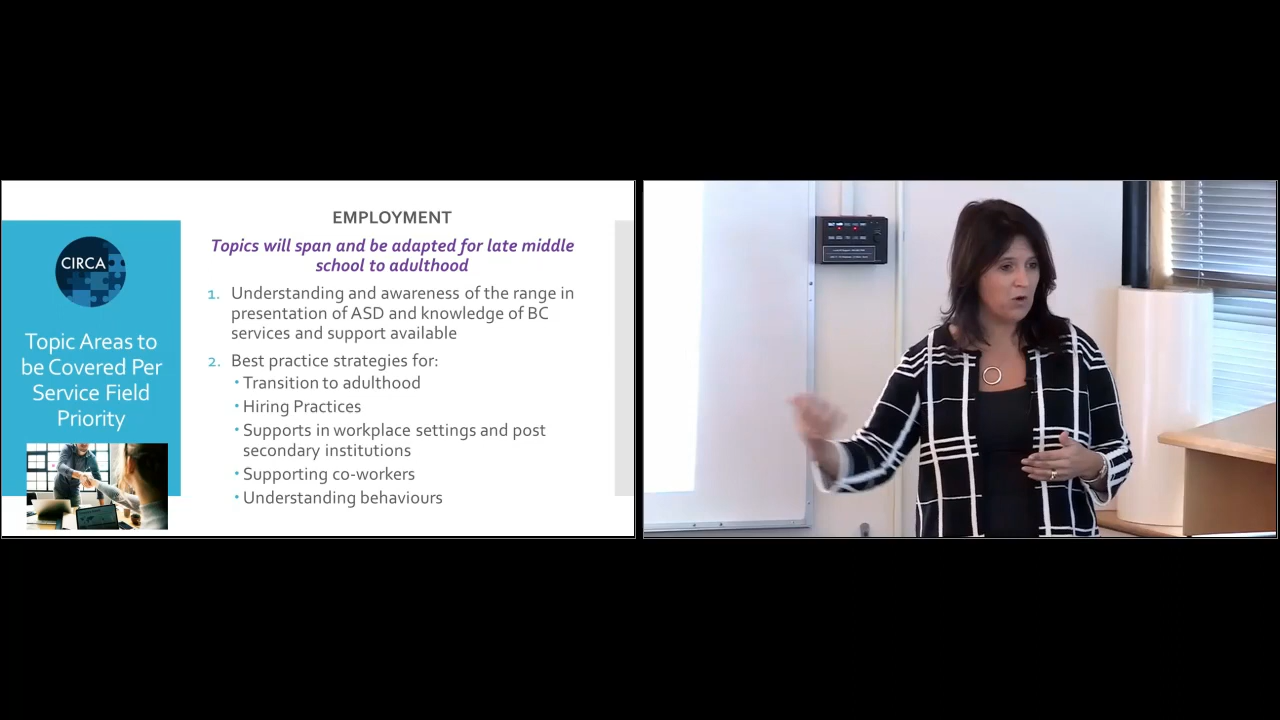 CIRCA
Topic Areas to
be Covered Per
Service Field
Priority
EMPLOYMENT
Topics will span and be adapted for late middle
school to adulthood
1. Understanding and awareness of the range in
presentation of ASD and knowledge of BC
services and support available
2. Best practice strategies for:
• Transition to adulthood
• Hiring Practices
• Supports in workplace settings and post
secondary institutions
• Supporting co-workers
• Understanding behaviours